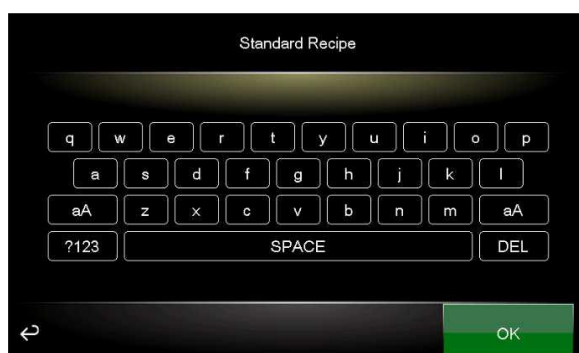 Standard Recipe
q w e r t y u i o p
a s d f g h j k l
aA z x c v b n m aA
?123 SPACE DEL
OK